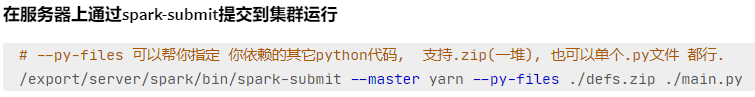 在服务器上通过spark-submit提交到集群运行
# --py-files 可以帮你指定 你依赖的其它python代码, 支持.zip(一堆), 也可以单个.py文件 都行.
/export/server/spark/bin/spark-submit --master yarn --py-files ./defs.zip ./main.py